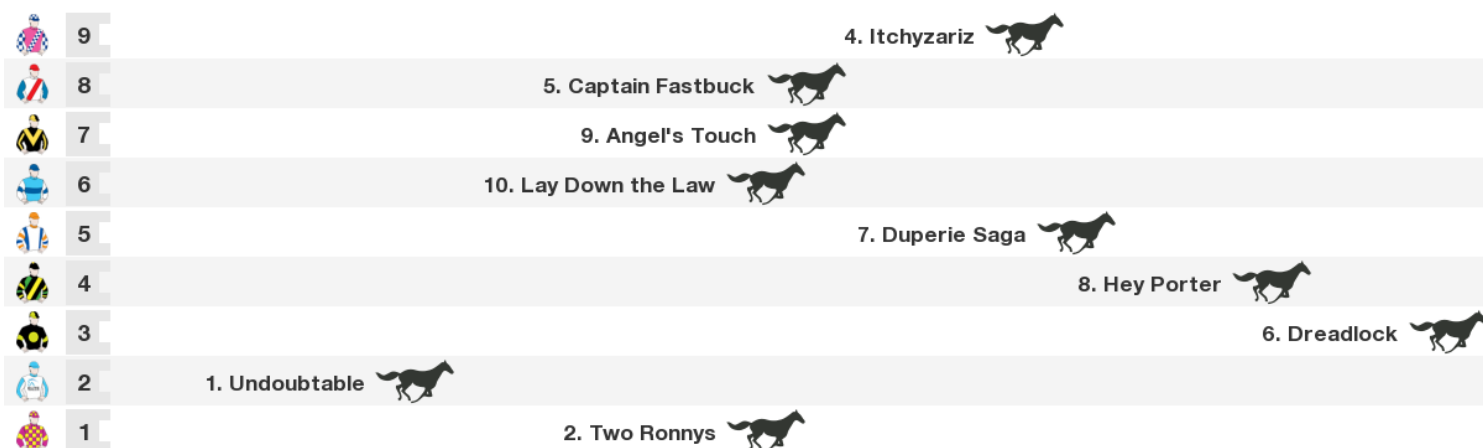 9 4. Itchyzariz
8 5. Captain Fastbuck
7 9. Angel's Touch
6 10. Lay Down the Law
5 7. Duperie Saga
4 8. Hey Porter
3 6. Dreadlock
2 1. Undoubtable
1 2. Two Ronnys